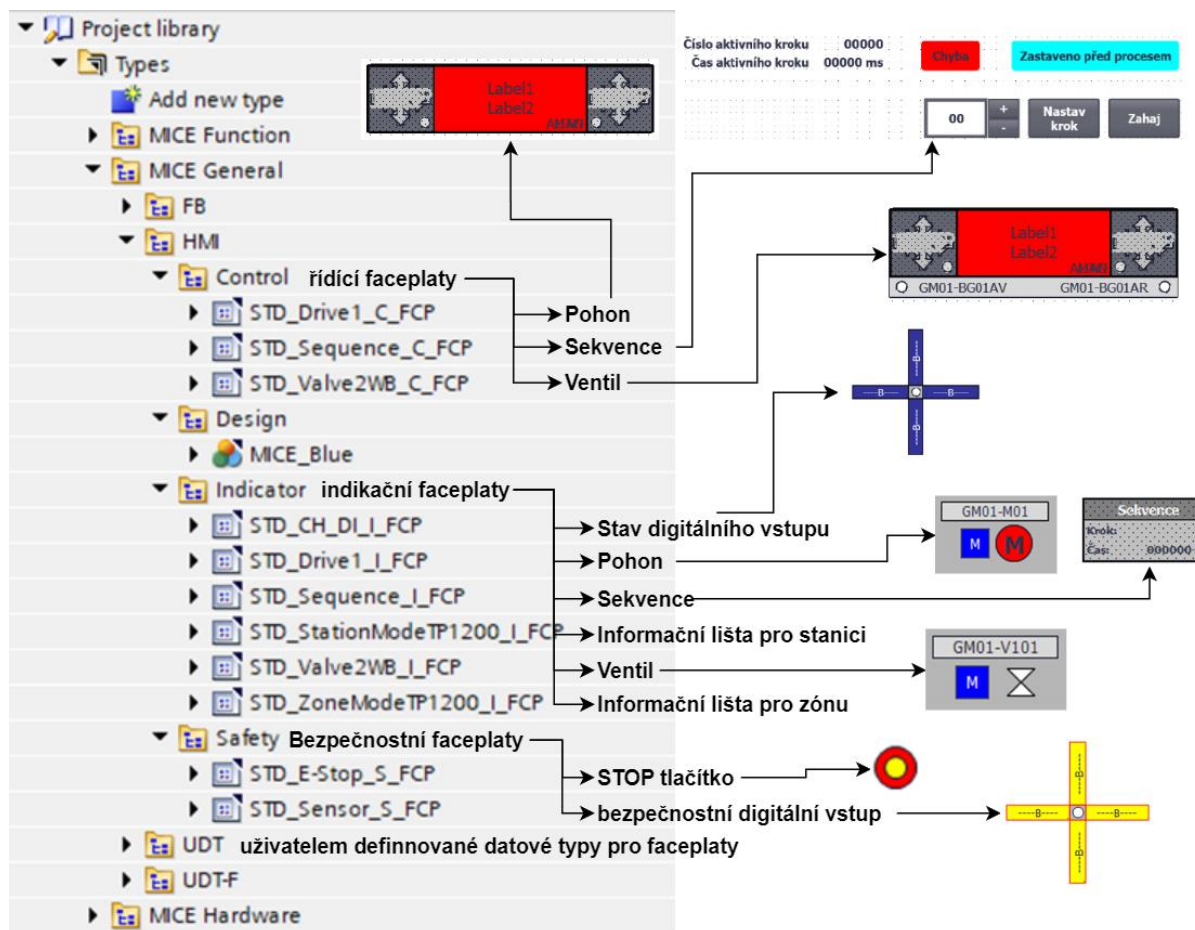 Project library
Types
Add new type
MICE Function
MICE General
FB
HMI
Control řídící faceplaty
STD_Drive1_C_FCP
Pohon
STD_Sequence_C_FCP
Sekvence
STD_Valve2WB_C_FCP
Ventil
Design
MICE_Blue
Indicator indikační faceplaty
STD_CH_DI_I_FCP
Stav digitálního vstupu
STD_Drive1_I_FCP
Pohon
STD_Sequence_I_FCP
Sekvence
STD_StationModeTP1200_I_FCP
Informační lišta pro stanici
STD_Valve2WB_I_FCP
Ventil
STD_ZoneModeTP1200_I_FCP
Informační lišta pro zónu
Safety Bezpečnostní faceplaty
STD_E-Stop_S_FCP
STOP tlačítko
STD_Sensor_S_FCP
bezpečnostní digitální vstup
UDT uživatelem definnované datové typy pro faceplaty
UDT-F
MICE Hardware
Label1
Label2
Číslo aktivního kroku 00000
Čas aktivního kroku 00000 ms
Chyba
Zastaveno před procesem
00
+
-
Nastav
krok
Zahaj
Label1
Label2
GM01-BG01AV GM01-BG01AR
B
B
B
B
GM01-M01
M
M
Sekvence
Krok:
Čas: 000000
GM01-V101
M
B
B
B
B